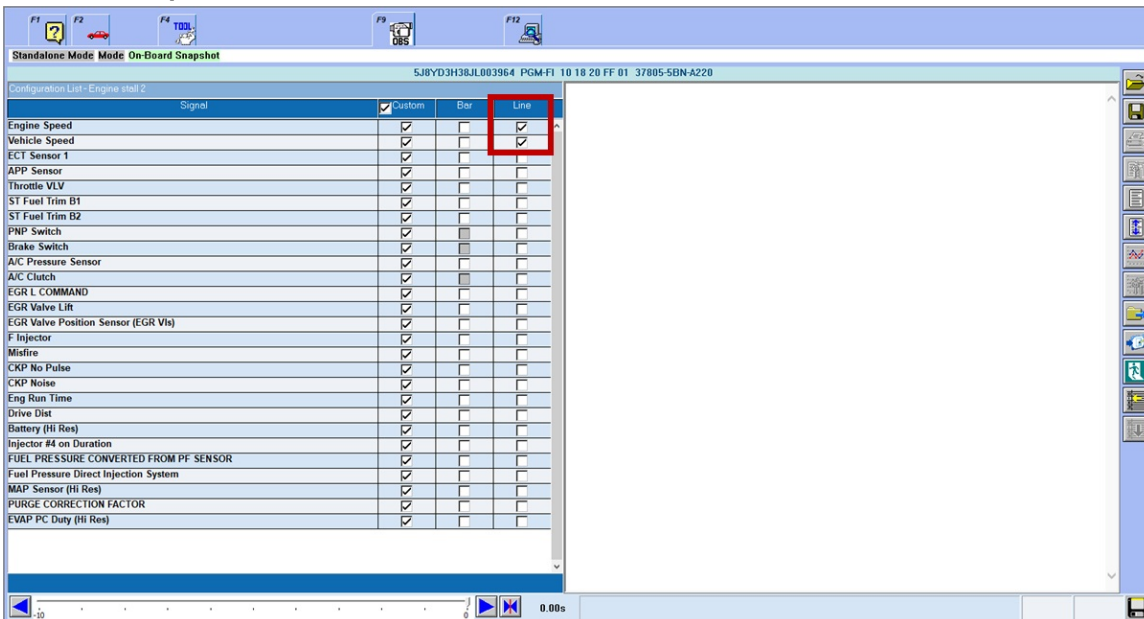 F1 F2 F4 TOOL. F9 OBS F12
Standalone Mode Mode On-Board Snapshot
5J8YD3H38JL003964 PGM-FI 10 18 20 FF 01 37805-5BN-A220
Configuration List - Engine stall 2
Signal Custom Bar Line
Engine Speed
Vehicle Speed
ECT Sensor 1
APP Sensor
Throttle VLV
ST Fuel Trim B1
ST Fuel Trim B2
PNP Switch
Brake Switch
A/C Pressure Sensor
A/C Clutch
EGR L COMMAND
EGR Valve Lift
EGR Valve Position Sensor (EGR Vls)
F Injector
Misfire
CKP No Pulse
CKP Noise
Eng Run Time
Drive Dist
Battery (Hi Res)
Injector #4 on Duration
FUEL PRESSURE CONVERTED FROM PF SENSOR
Fuel Pressure Direct Injection System
MAP Sensor (Hi Res)
PURGE CORRECTION FACTOR
EVAP PC Duty (Hi Res)
-10 0 0.00s